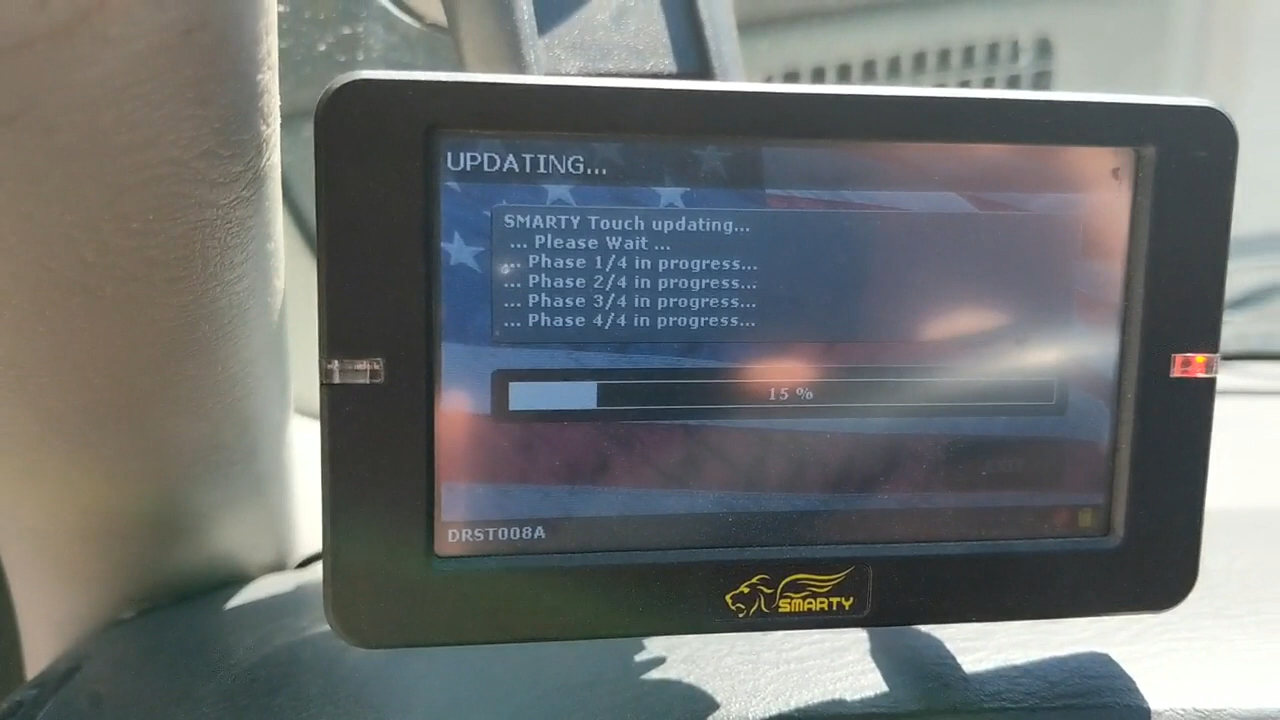 UPDATING...
SMARTY Touch updating...
... Please Wait ...
... Phase 1/4 in progress...
... Phase 2/4 in progress...
... Phase 3/4 in progress...
... Phase 4/4 in progress...
15 %
DRST008A
SMARTY